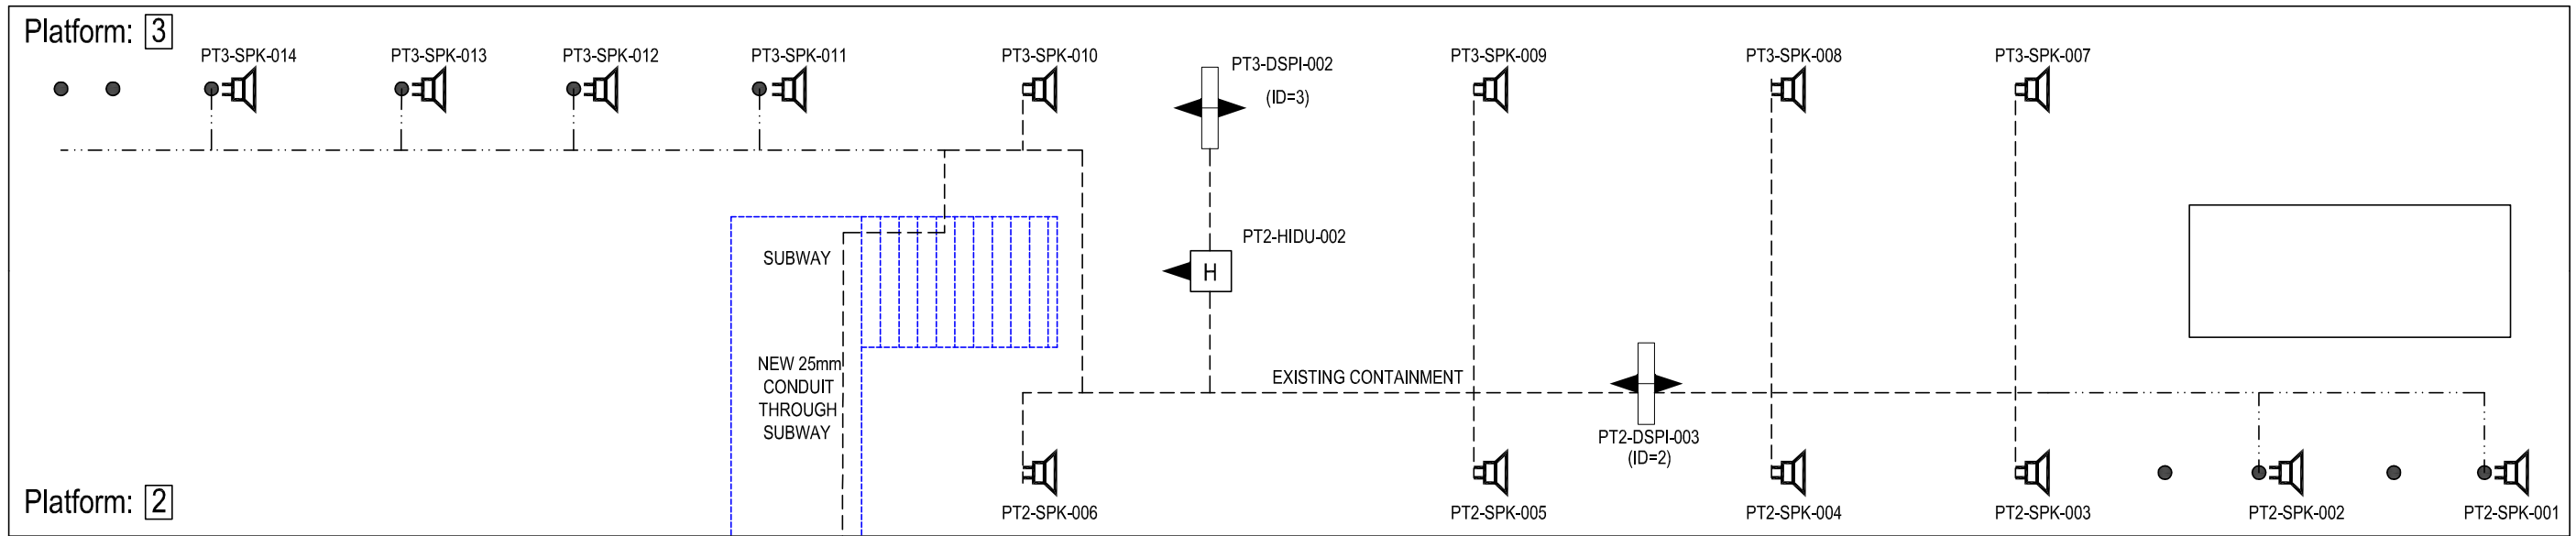 Platform: 3
PT3-SPK-014
PT3-SPK-013
PT3-SPK-012
PT3-SPK-011
PT3-SPK-010
PT3-DSPI-002
(ID=3)
PT3-SPK-009
PT3-SPK-008
PT3-SPK-007
PT2-HIDU-002
H
SUBWAY
NEW 25mm
CONDUIT
THROUGH
SUBWAY
EXISTING CONTAINMENT
PT2-DSPI-003
(ID=2)
Platform: 2
PT2-SPK-006
PT2-SPK-005
PT2-SPK-004
PT2-SPK-003
PT2-SPK-002
PT2-SPK-001